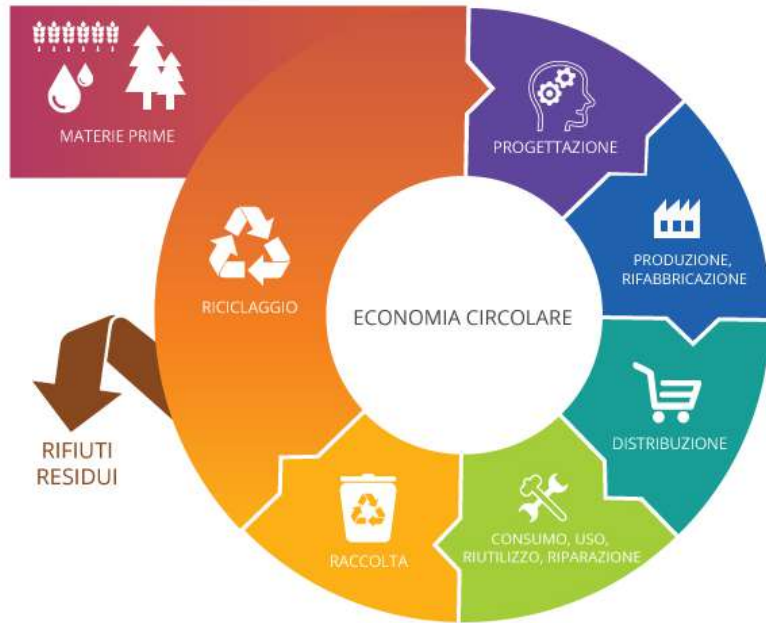 MATERIE PRIME
PROGETTAZIONE
PRODUZIONE,
RIFABBRICAZIONE
RICICLAGGIO
ECONOMIA CIRCOLARE
DISTRIBUZIONE
RIFIUTI
RESIDUI
CONSUMO, USO,
RIUTILIZZO, RIPARAZIONE
RACCOLTA